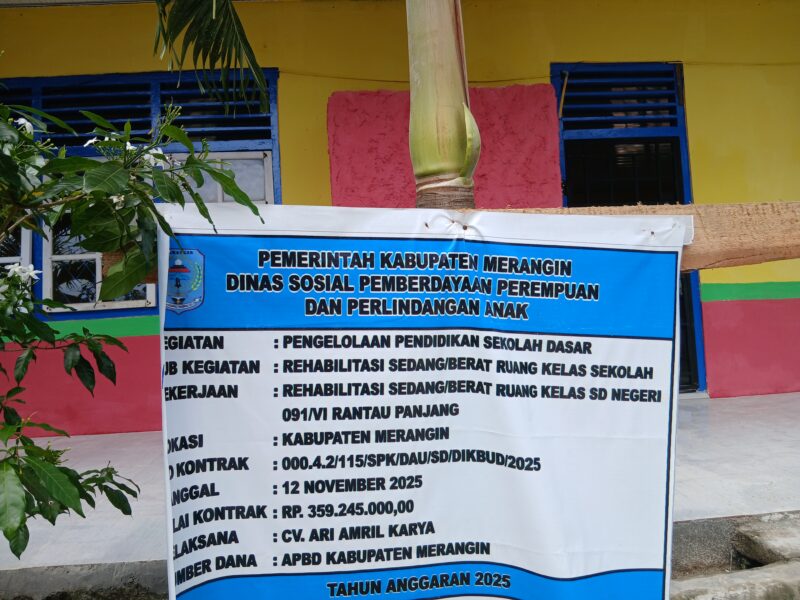 PEMERINTAH KABUPATEN MERANGIN
DINAS SOSIAL PEMBERDAYAAN PEREMPUAN
DAN PERLINDANGAN ANAK
EGIATAN : PENGELOLAAN PENDIDIKAN SEKOLAH DASAR
UB KEGIATAN : REHABILITASI SEDANG/BERAT RUANG KELAS SEKOLAH
EKERJAAN : REHABILITASI SEDANG/BERAT RUANG KELAS SD NEGERI
091/VI RANTAU PANJANG
OKASI : KABUPATEN MERANGIN
O KONTRAK : 000.4.2/115/SPK/DAU/SD/DIKBUD/2025
ANGGAL : 12 NOVEMBER 2025
LAI KONTRAK : RP. 359.245.000,00
ELAKSANA : CV. ARI AMRIL KARYA
UMBER DANA : APBD KABUPATEN MERANGIN
TAHUN ANGGARAN 2025